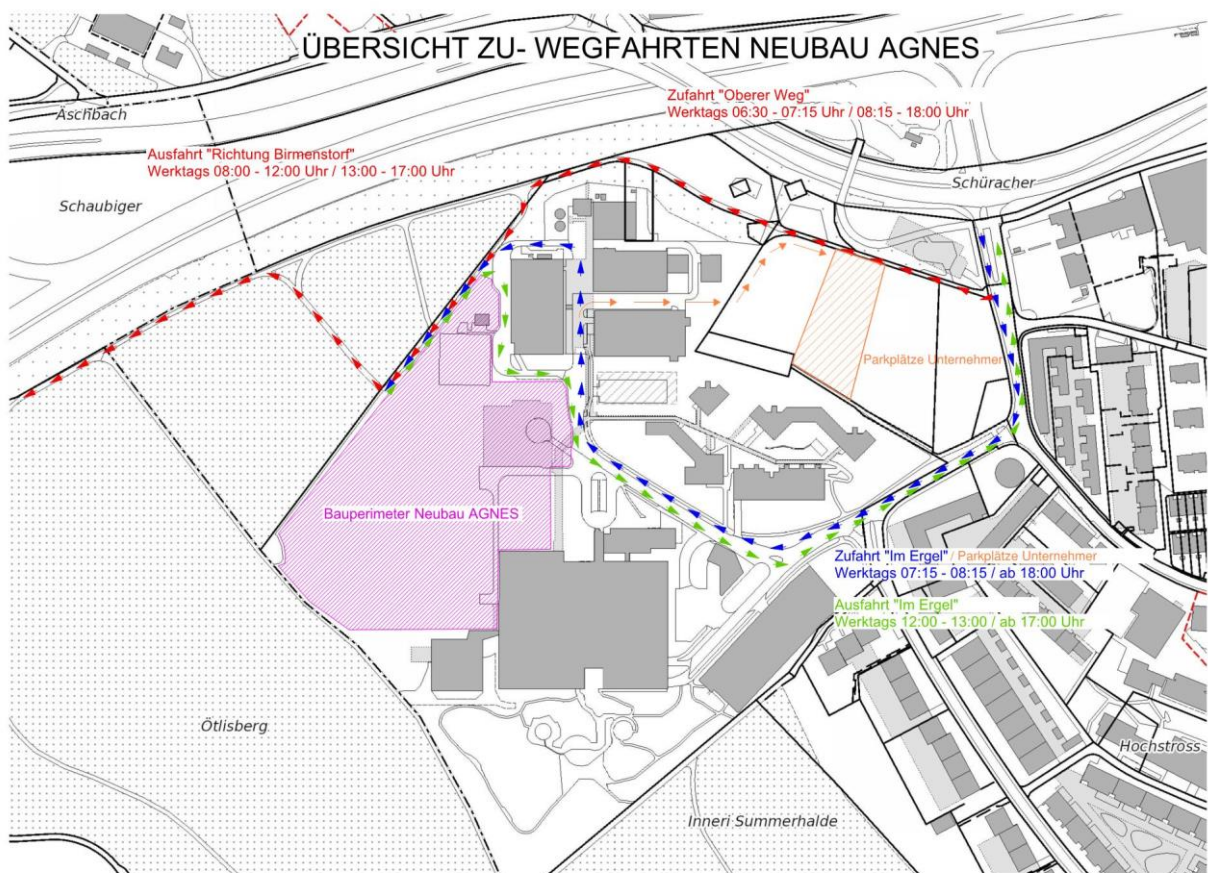 ÜBERSICHT ZU- WEGFAHRTEN NEUBAU AGNES
Zufahrt "Oberer Weg"
Werktags 06:30 - 07:15 Uhr / 08:15 - 18:00 Uhr
Aschbach
Ausfahrt "Richtung Birmenstorf"
Werktags 08:00 - 12:00 Uhr / 13:00 - 17:00 Uhr
Schüracher
Schaubiger
Parkplätze Unternehmer
Bauperimeter Neubau AGNES
Zufahrt "Im Ergel" / Parkplätze Unternehmer
Werktags 07:15 - 08:15 / ab 18:00 Uhr
Ausfahrt "Im Ergel"
Werktags 12:00 - 13:00 / ab 17:00 Uhr
Ötlisberg
Hochstross
Inneri Summerhalde